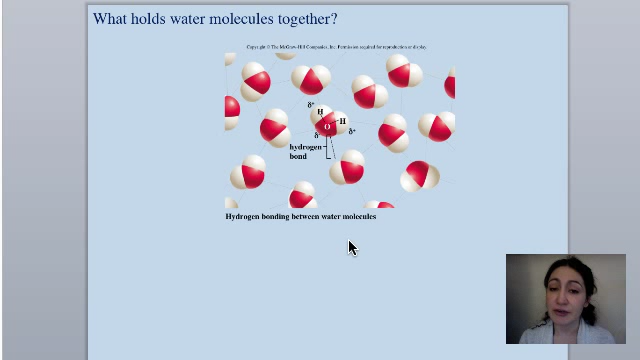 What holds water molecules together?
Copyright © The McGraw-Hill Companies, Inc. Permission required for reproduction or display.
δ+
H
H
O
δ+
δ-
hydrogen
bond
Hydrogen bonding between water molecules